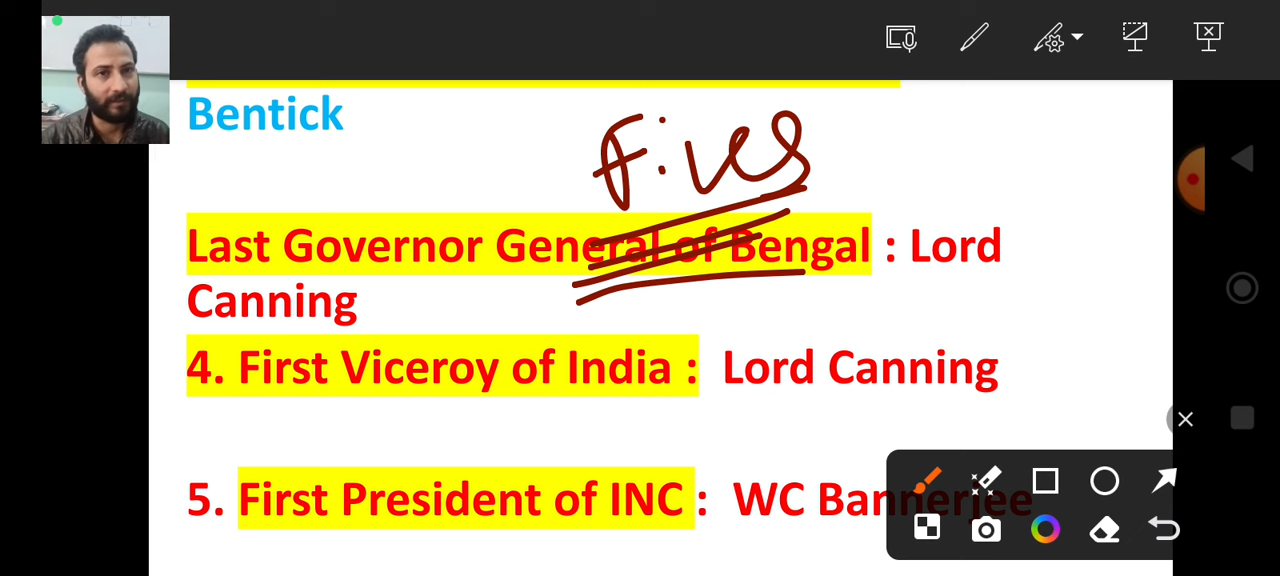 Bentick
Last Governor General of Bengal : Lord
Canning
4. First Viceroy of India : Lord Canning
5. First President of INC : WC Bannerjee